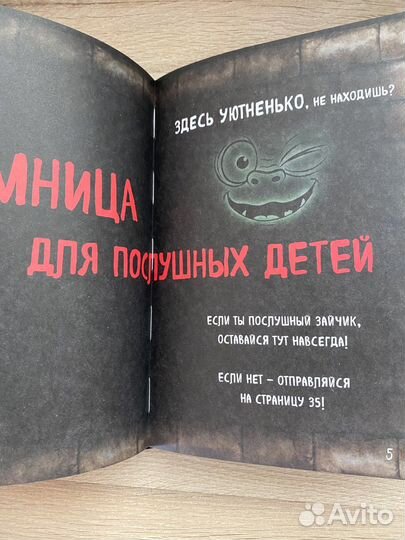 ЗДЕСЬ УЮТНЕНЬКО, НЕ НАХОДИШЬ?
МНИЦА
ДЛЯ ПОСЛУШНЫХ ДЕТЕЙ
ЕСЛИ ТЫ ПОСЛУШНЫЙ ЗАЙЧИК,
ОСТАВАЙСЯ ТУТ НАВСЕГДА!
ЕСЛИ НЕТ – ОТПРАВЛЯЙСЯ
НА СТРАНИЦУ 35!
5
Avito